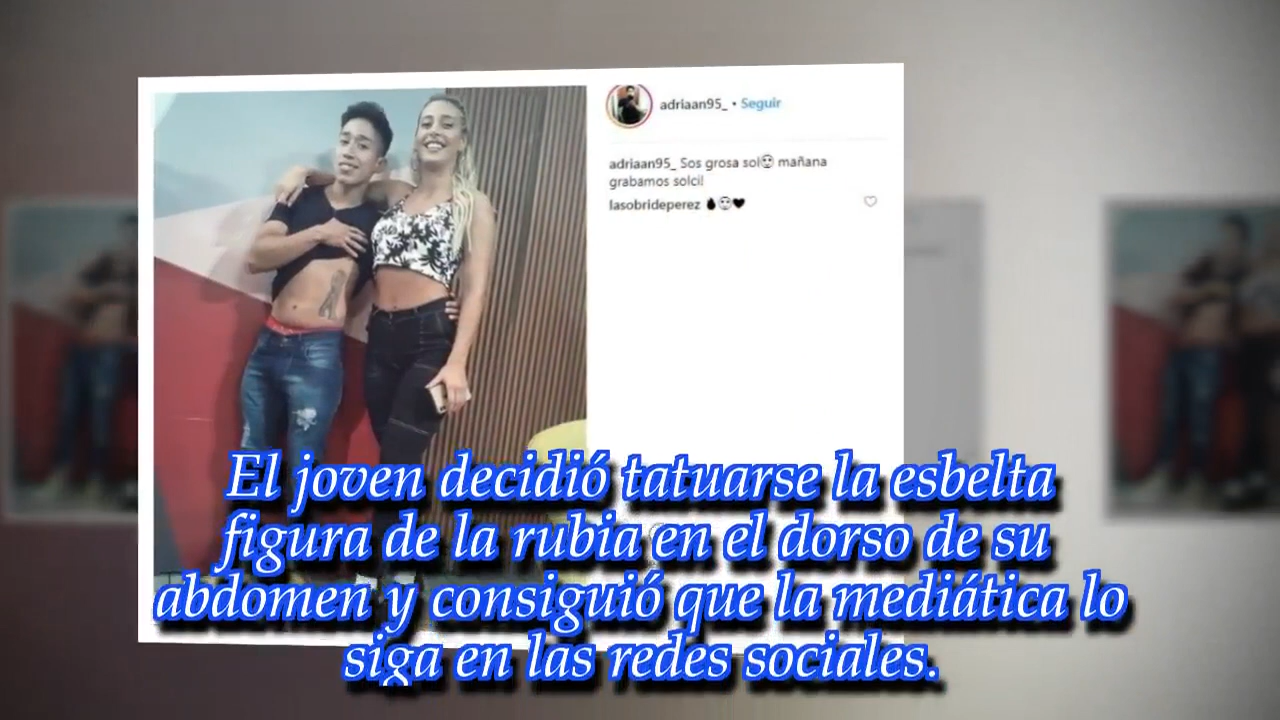 adriaan95_ • Seguir
adriaan95_ Sos grosa sol😍 mañana
grabamos solci!
lasobrideperez 🔥😍🖤
El joven decidió tatuarse la esbelta
figura de la rubia en el dorso de su
abdomen y consiguió que la mediática lo
siga en las redes sociales.